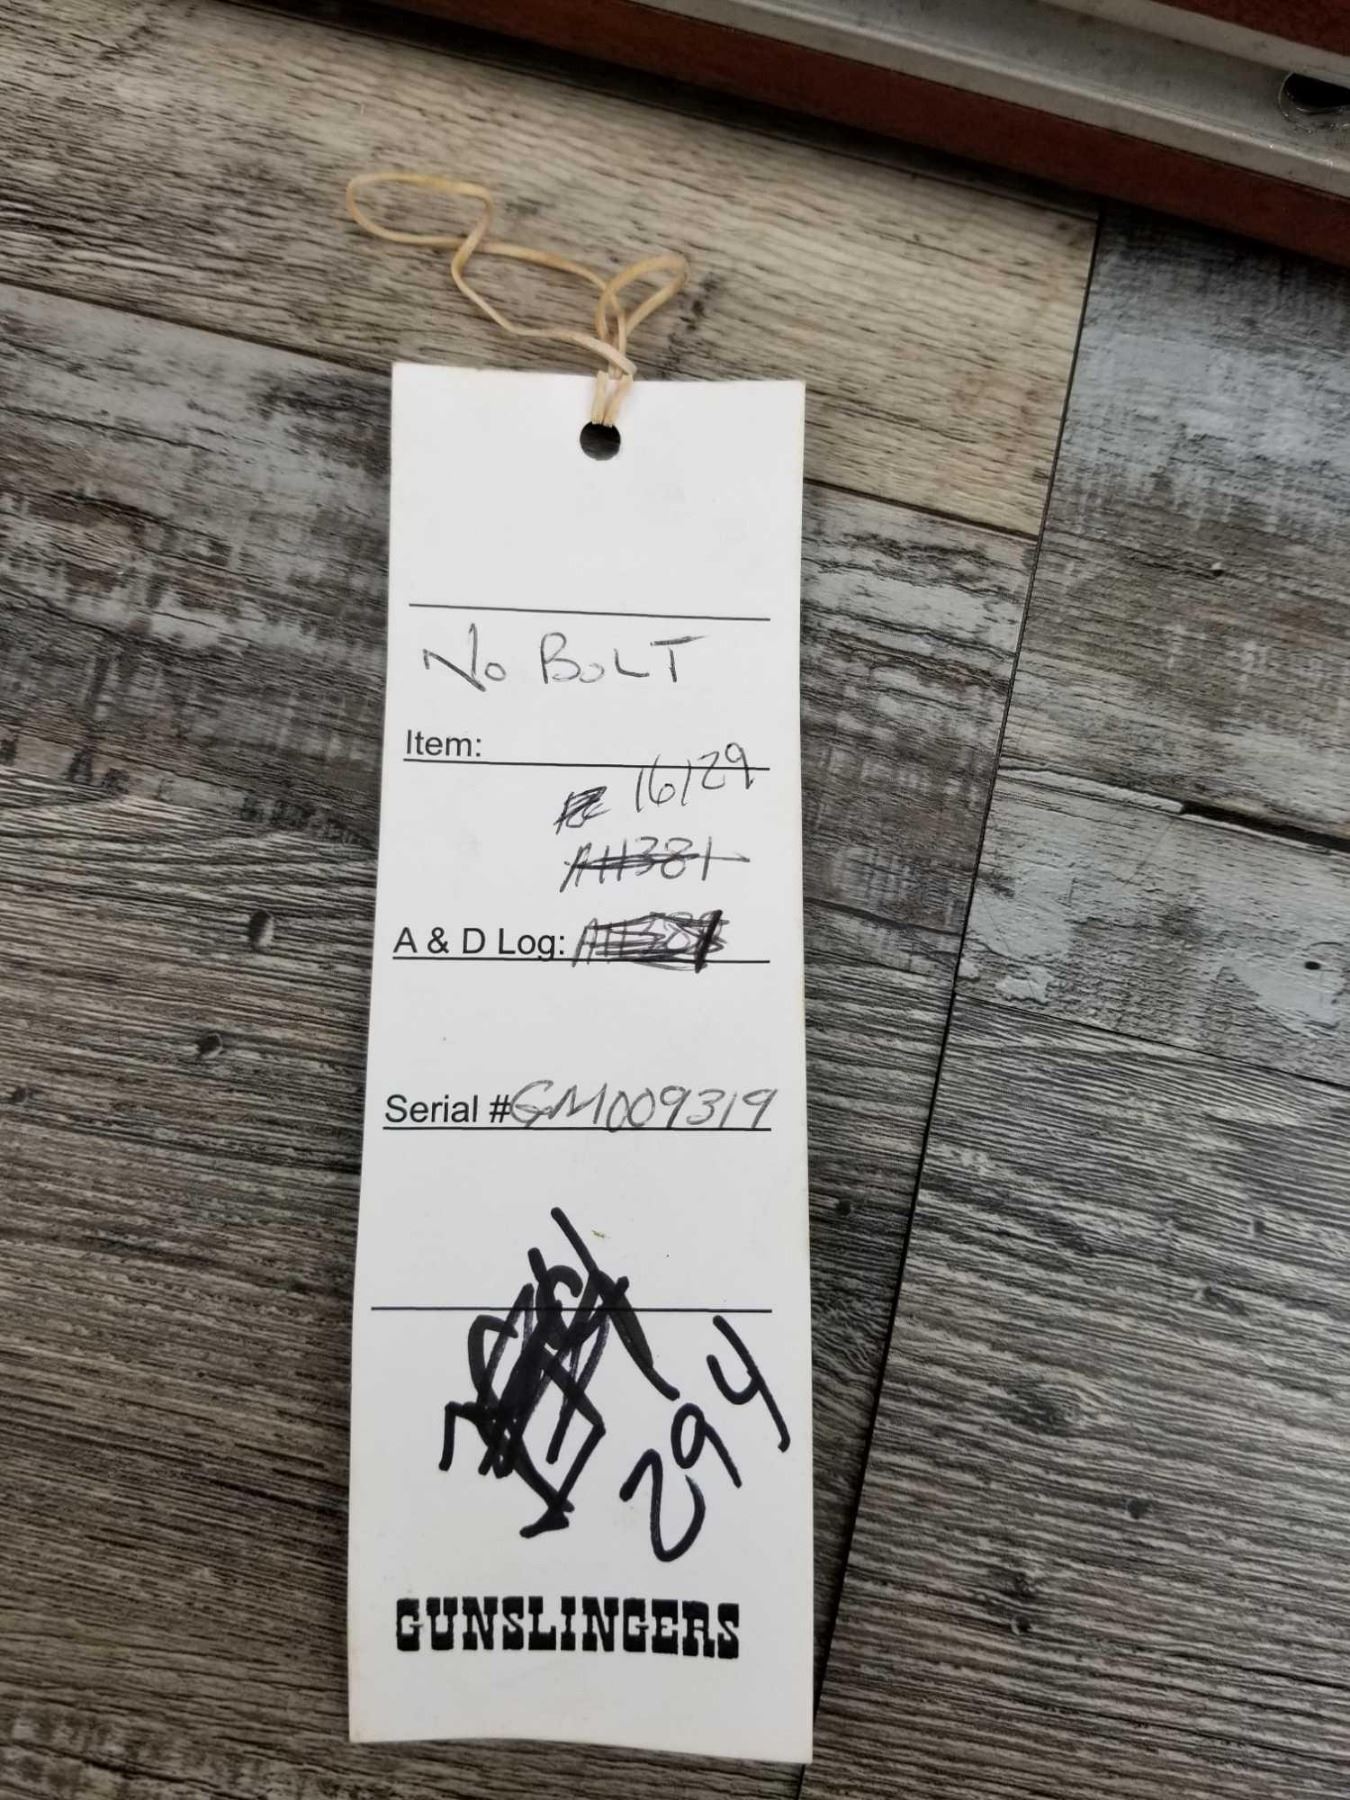 No BOLT
Item:
16129
AH381
A & D Log:
Serial # GM009319
294
GUNSLINGERS